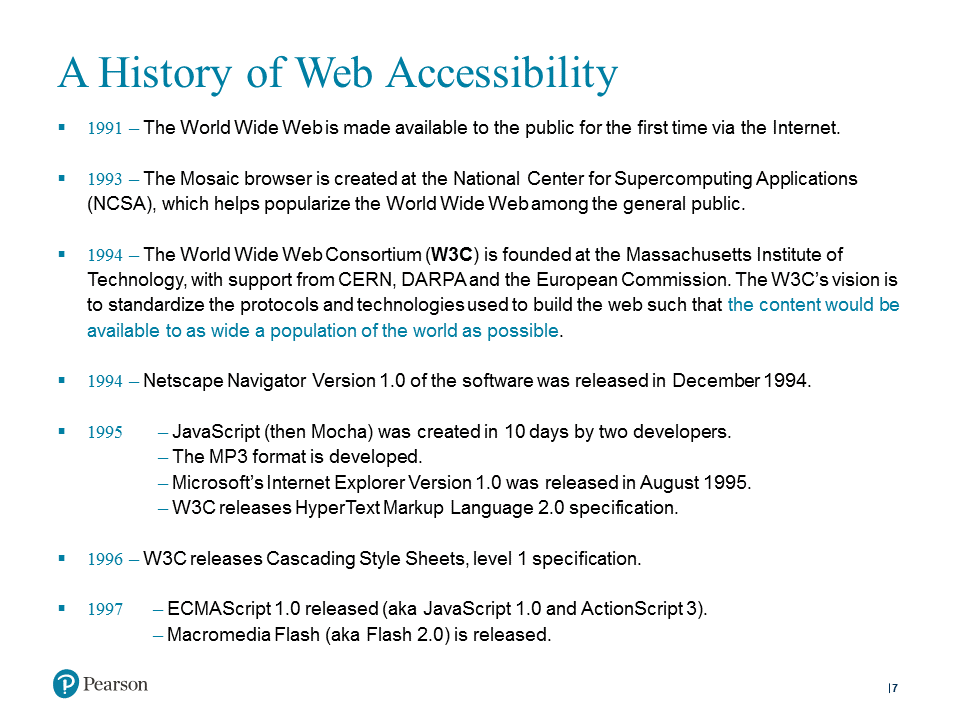 A History of Web Accessibility
▪ 1991 – The World Wide Web is made available to the public for the first time via the Internet.
▪ 1993 – The Mosaic browser is created at the National Center for Supercomputing Applications
(NCSA), which helps popularize the World Wide Web among the general public.
▪ 1994 – The World Wide Web Consortium (W3C) is founded at the Massachusetts Institute of
Technology, with support from CERN, DARPA and the European Commission. The W3C’s vision is
to standardize the protocols and technologies used to build the web such that the content would be
available to as wide a population of the world as possible.
▪ 1994 – Netscape Navigator Version 1.0 of the software was released in December 1994.
▪ 1995 – JavaScript (then Mocha) was created in 10 days by two developers.
– The MP3 format is developed.
– Microsoft’s Internet Explorer Version 1.0 was released in August 1995.
– W3C releases HyperText Markup Language 2.0 specification.
▪ 1996 – W3C releases Cascading Style Sheets, level 1 specification.
▪ 1997 – ECMAScript 1.0 released (aka JavaScript 1.0 and ActionScript 3).
– Macromedia Flash (aka Flash 2.0) is released.
Pearson
|7